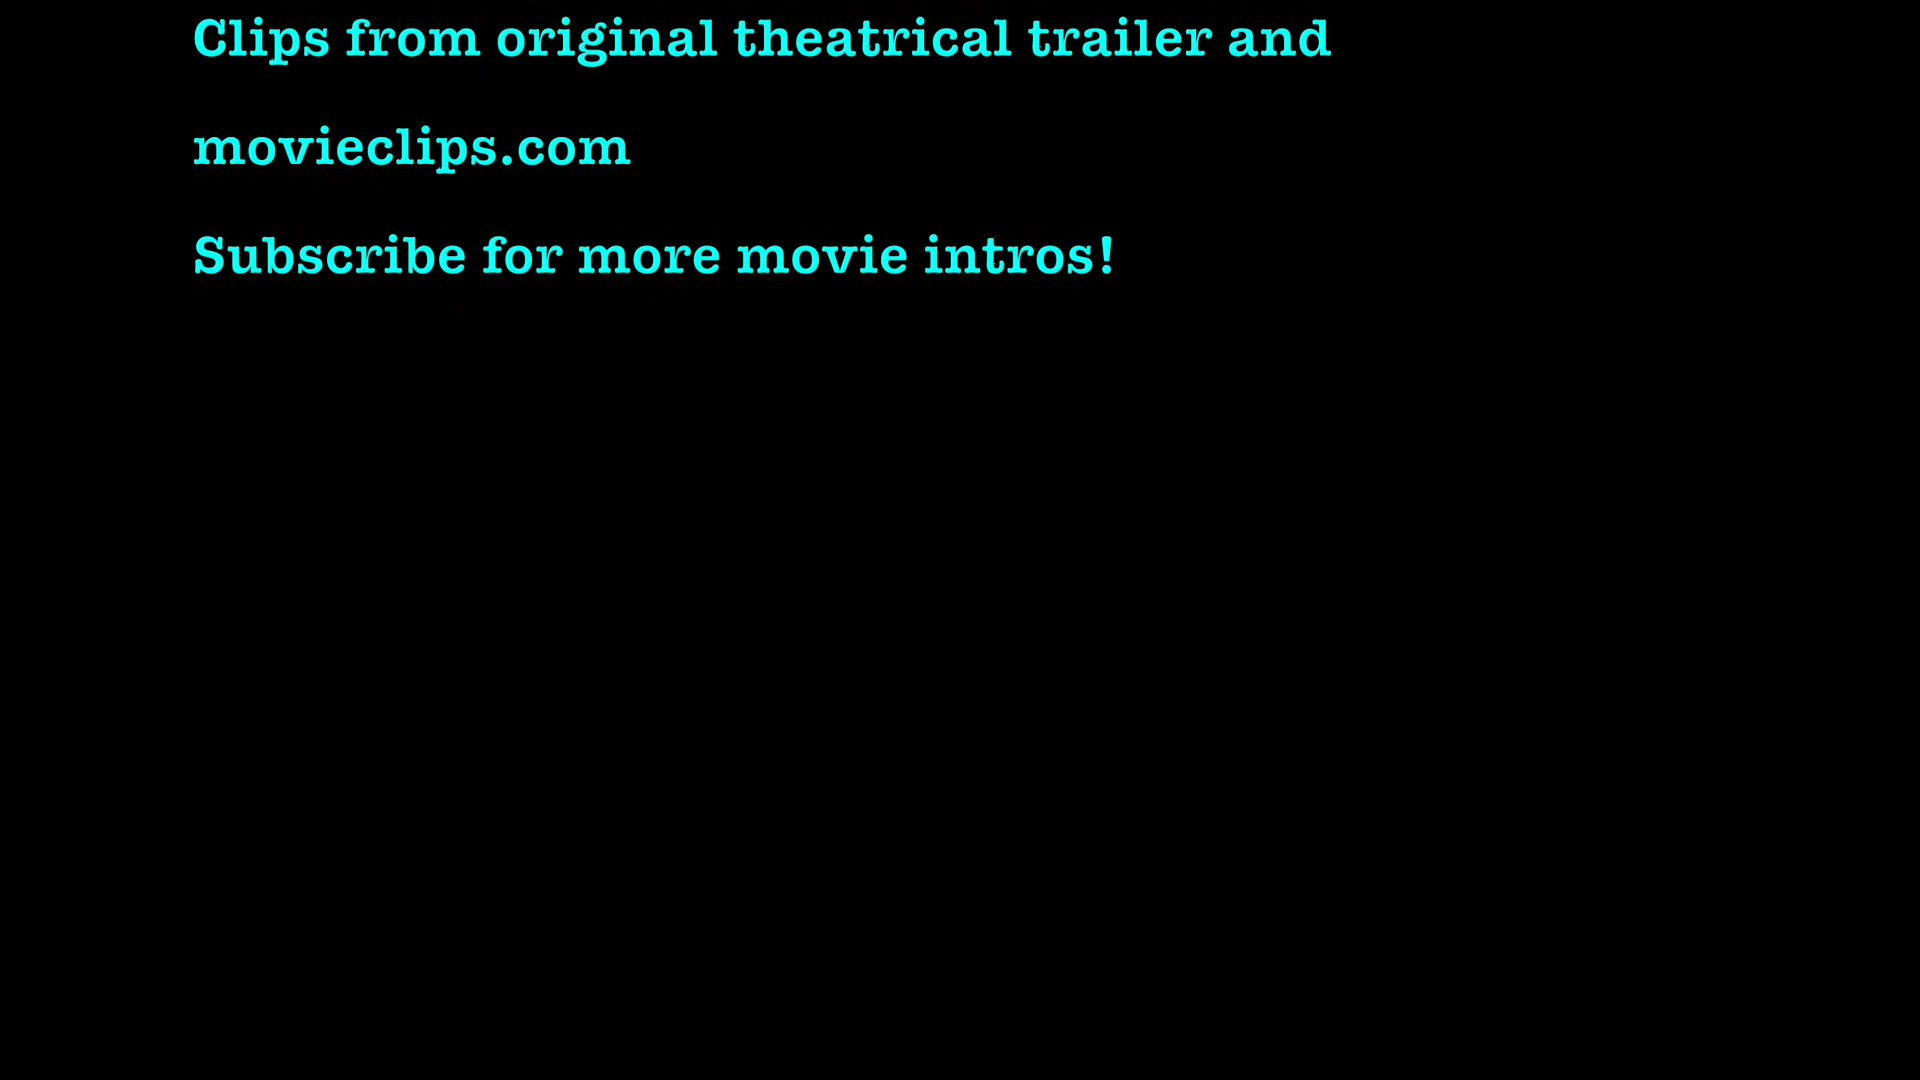 Clips from original theatrical trailer and
movieclips.com
Subscribe for more movie intros!